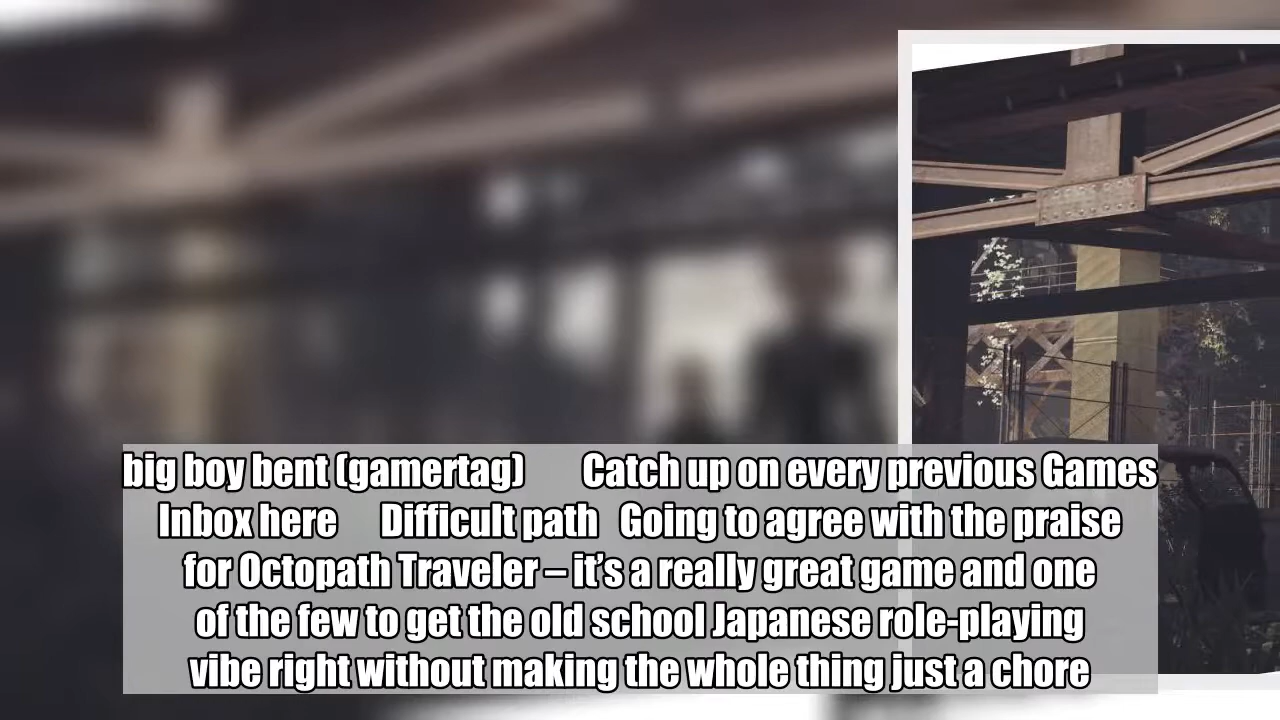 big boy bent (gamertag) Catch up on every previous Games
Inbox here Difficult path Going to agree with the praise
for Octopath Traveler – it’s a really great game and one
of the few to get the old school Japanese role-playing
vibe right without making the whole thing just a chore